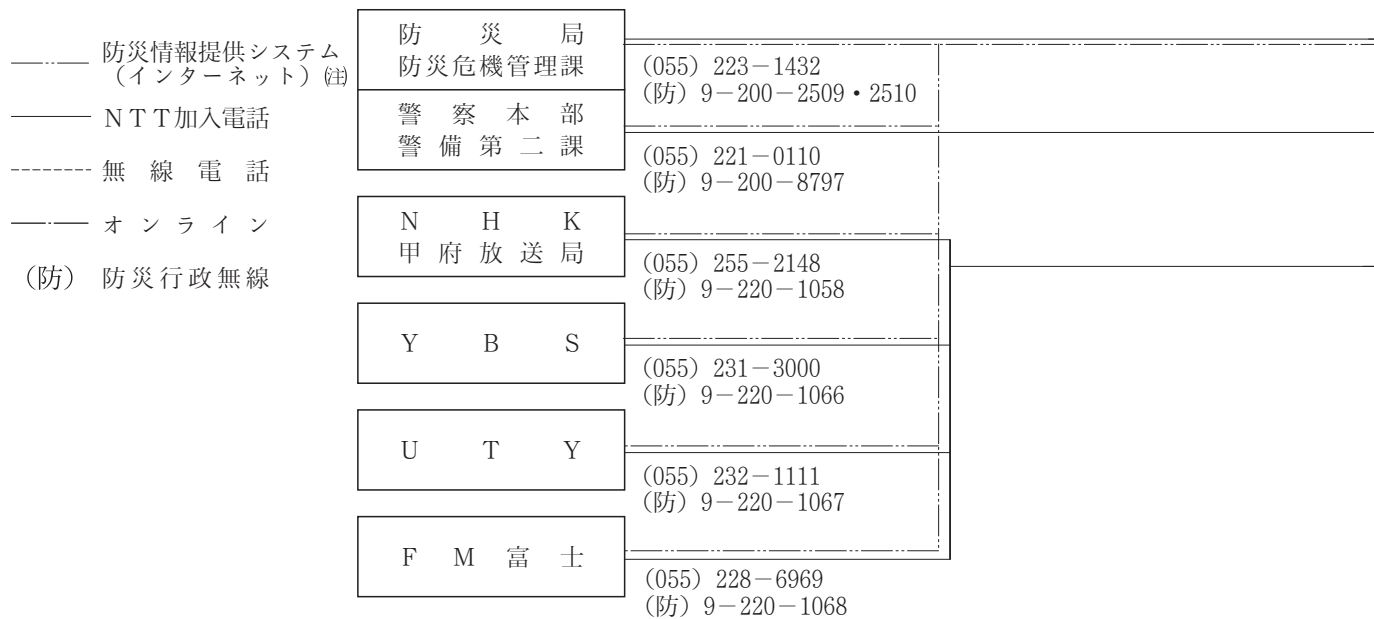 防災情報提供システム
（インターネット）㊟
ＮＴＴ加入電話
無線電話
オンライン
（防） 防災行政無線
防災局
防災危機管理課
（055）223－1432
（防）9－200－2509・2510
警察本部
警備第二課
（055）221－0110
（防）9－200－8797
ＮＨＫ
甲府放送局
（055）255－2148
（防）9－220－1058
ＹＢＳ
（055）231－3000
（防）9－220－1066
ＵＴＹ
（055）232－1111
（防）9－220－1067
ＦＭ富士
（055）228－6969
（防）9－220－1068